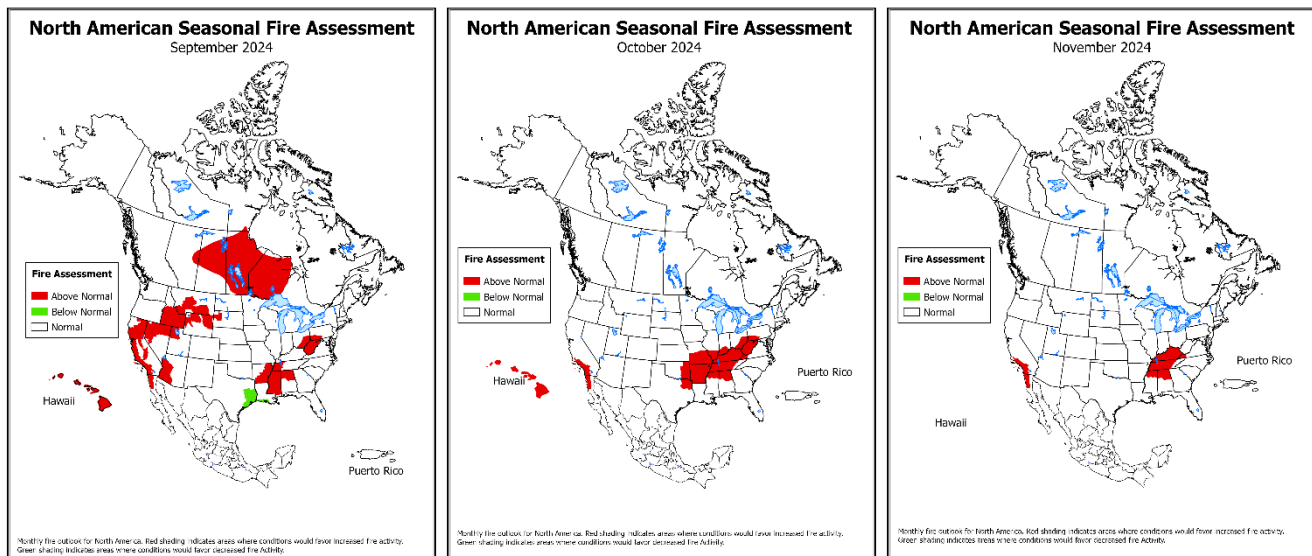 North American Seasonal Fire Assessment
September 2024
Fire Assessment
Above Normal
Below Normal
Normal
Hawaii
Puerto Rico
Monthly fire outlook for North America. Red shading indicates areas where conditions would favor increased fire activity.
Green shading indicates areas where conditions would favor decreased fire Activity.
North American Seasonal Fire Assessment
October 2024
Fire Assessment
Above Normal
Below Normal
Normal
Hawaii
Puerto Rico
Monthly fire outlook for North America. Red shading indicates areas where conditions would favor increased fire activity.
Green shading indicates areas where conditions would favor decreased fire Activity.
North American Seasonal Fire Assessment
November 2024
Fire Assessment
Above Normal
Below Normal
Normal
Puerto Rico
Hawaii
Monthly fire outlook for North America. Red shading indicates areas where conditions would favor increased fire activity.
Green shading indicates areas where conditions would favor decreased fire Activity.